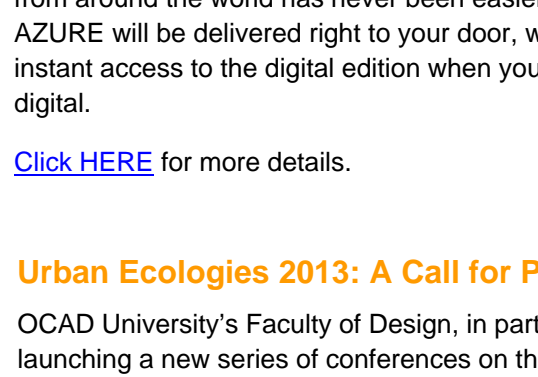 from around the world has never been easier
AZURE will be delivered right to your door, w
instant access to the digital edition when you
digital.
Click HERE for more details.
Urban Ecologies 2013: A Call for P
OCAD University’s Faculty of Design, in part
launching a new series of conferences on th